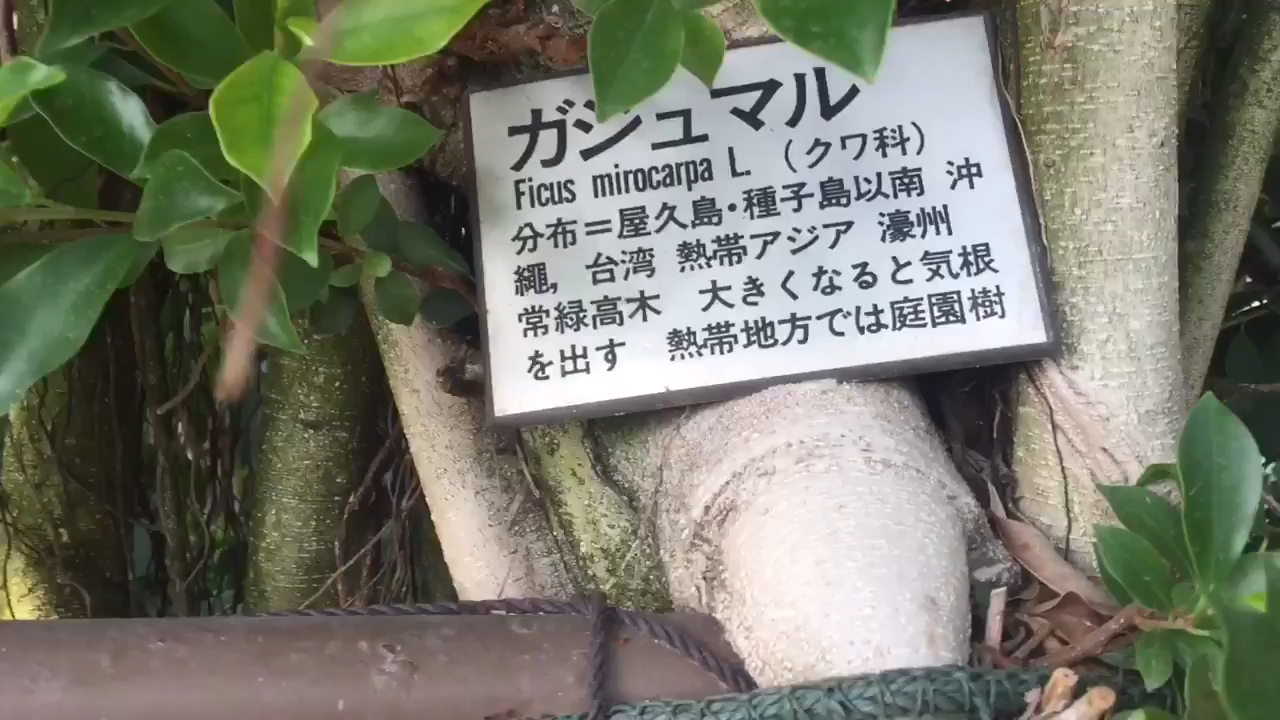 ガジュマル
Ficus mirocarpa L. (クワ科)
分布=屋久島・種子島以南 沖
縄, 台湾 熱帯アジア 濠州
常緑高木 大きくなると気根
を出す 熱帯地方では庭園樹